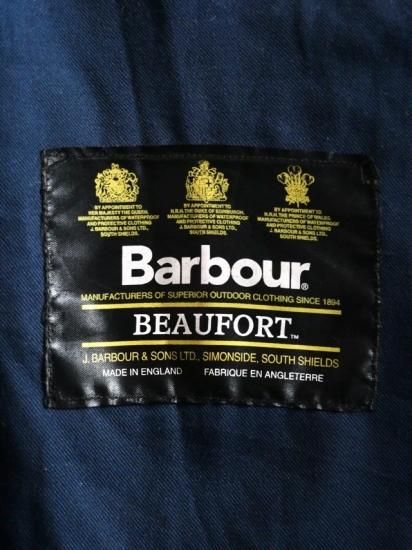 BY APPOINTMENT TO
HER MAJESTY THE QUEEN,
MANUFACTURERS OF WATERPROOF
AND PROTECTIVE CLOTHING
J. BARBOUR & SONS LTD.,
SOUTH SHIELDS.
BY APPOINTMENT TO
H.R.H. THE DUKE OF EDINBURGH,
MANUFACTURERS OF WATERPROOF
AND PROTECTIVE CLOTHING
J. BARBOUR & SONS LTD.,
SOUTH SHIELDS.
BY APPOINTMENT TO
H.R.H. THE PRINCE OF WALES,
MANUFACTURERS OF WATERPROOF
AND PROTECTIVE CLOTHING
J. BARBOUR & SONS LTD.,
SOUTH SHIELDS.
Barbour®
MANUFACTURERS OF SUPERIOR OUTDOOR CLOTHING SINCE 1894
BEAUFORT™
J. BARBOUR & SONS LTD., SIMONSIDE, SOUTH SHIELDS
MADE IN ENGLAND FABRIQUE EN ANGLETERRE